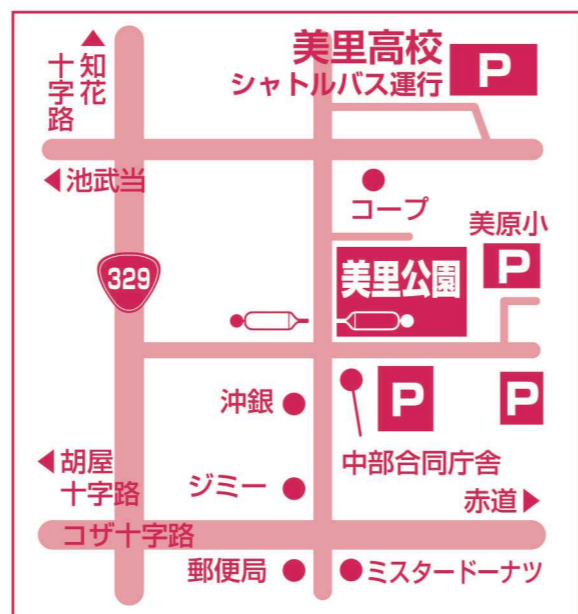 ▲
知花
十字路
美里高校
シャトルバス運行
P
◀池武当
コープ
美原小
P
329
美里公園
沖銀
P
P
中部合同庁舎
◀胡屋
十字路
ジミー
赤道▶
コザ十字路
郵便局
ミスタードーナツ